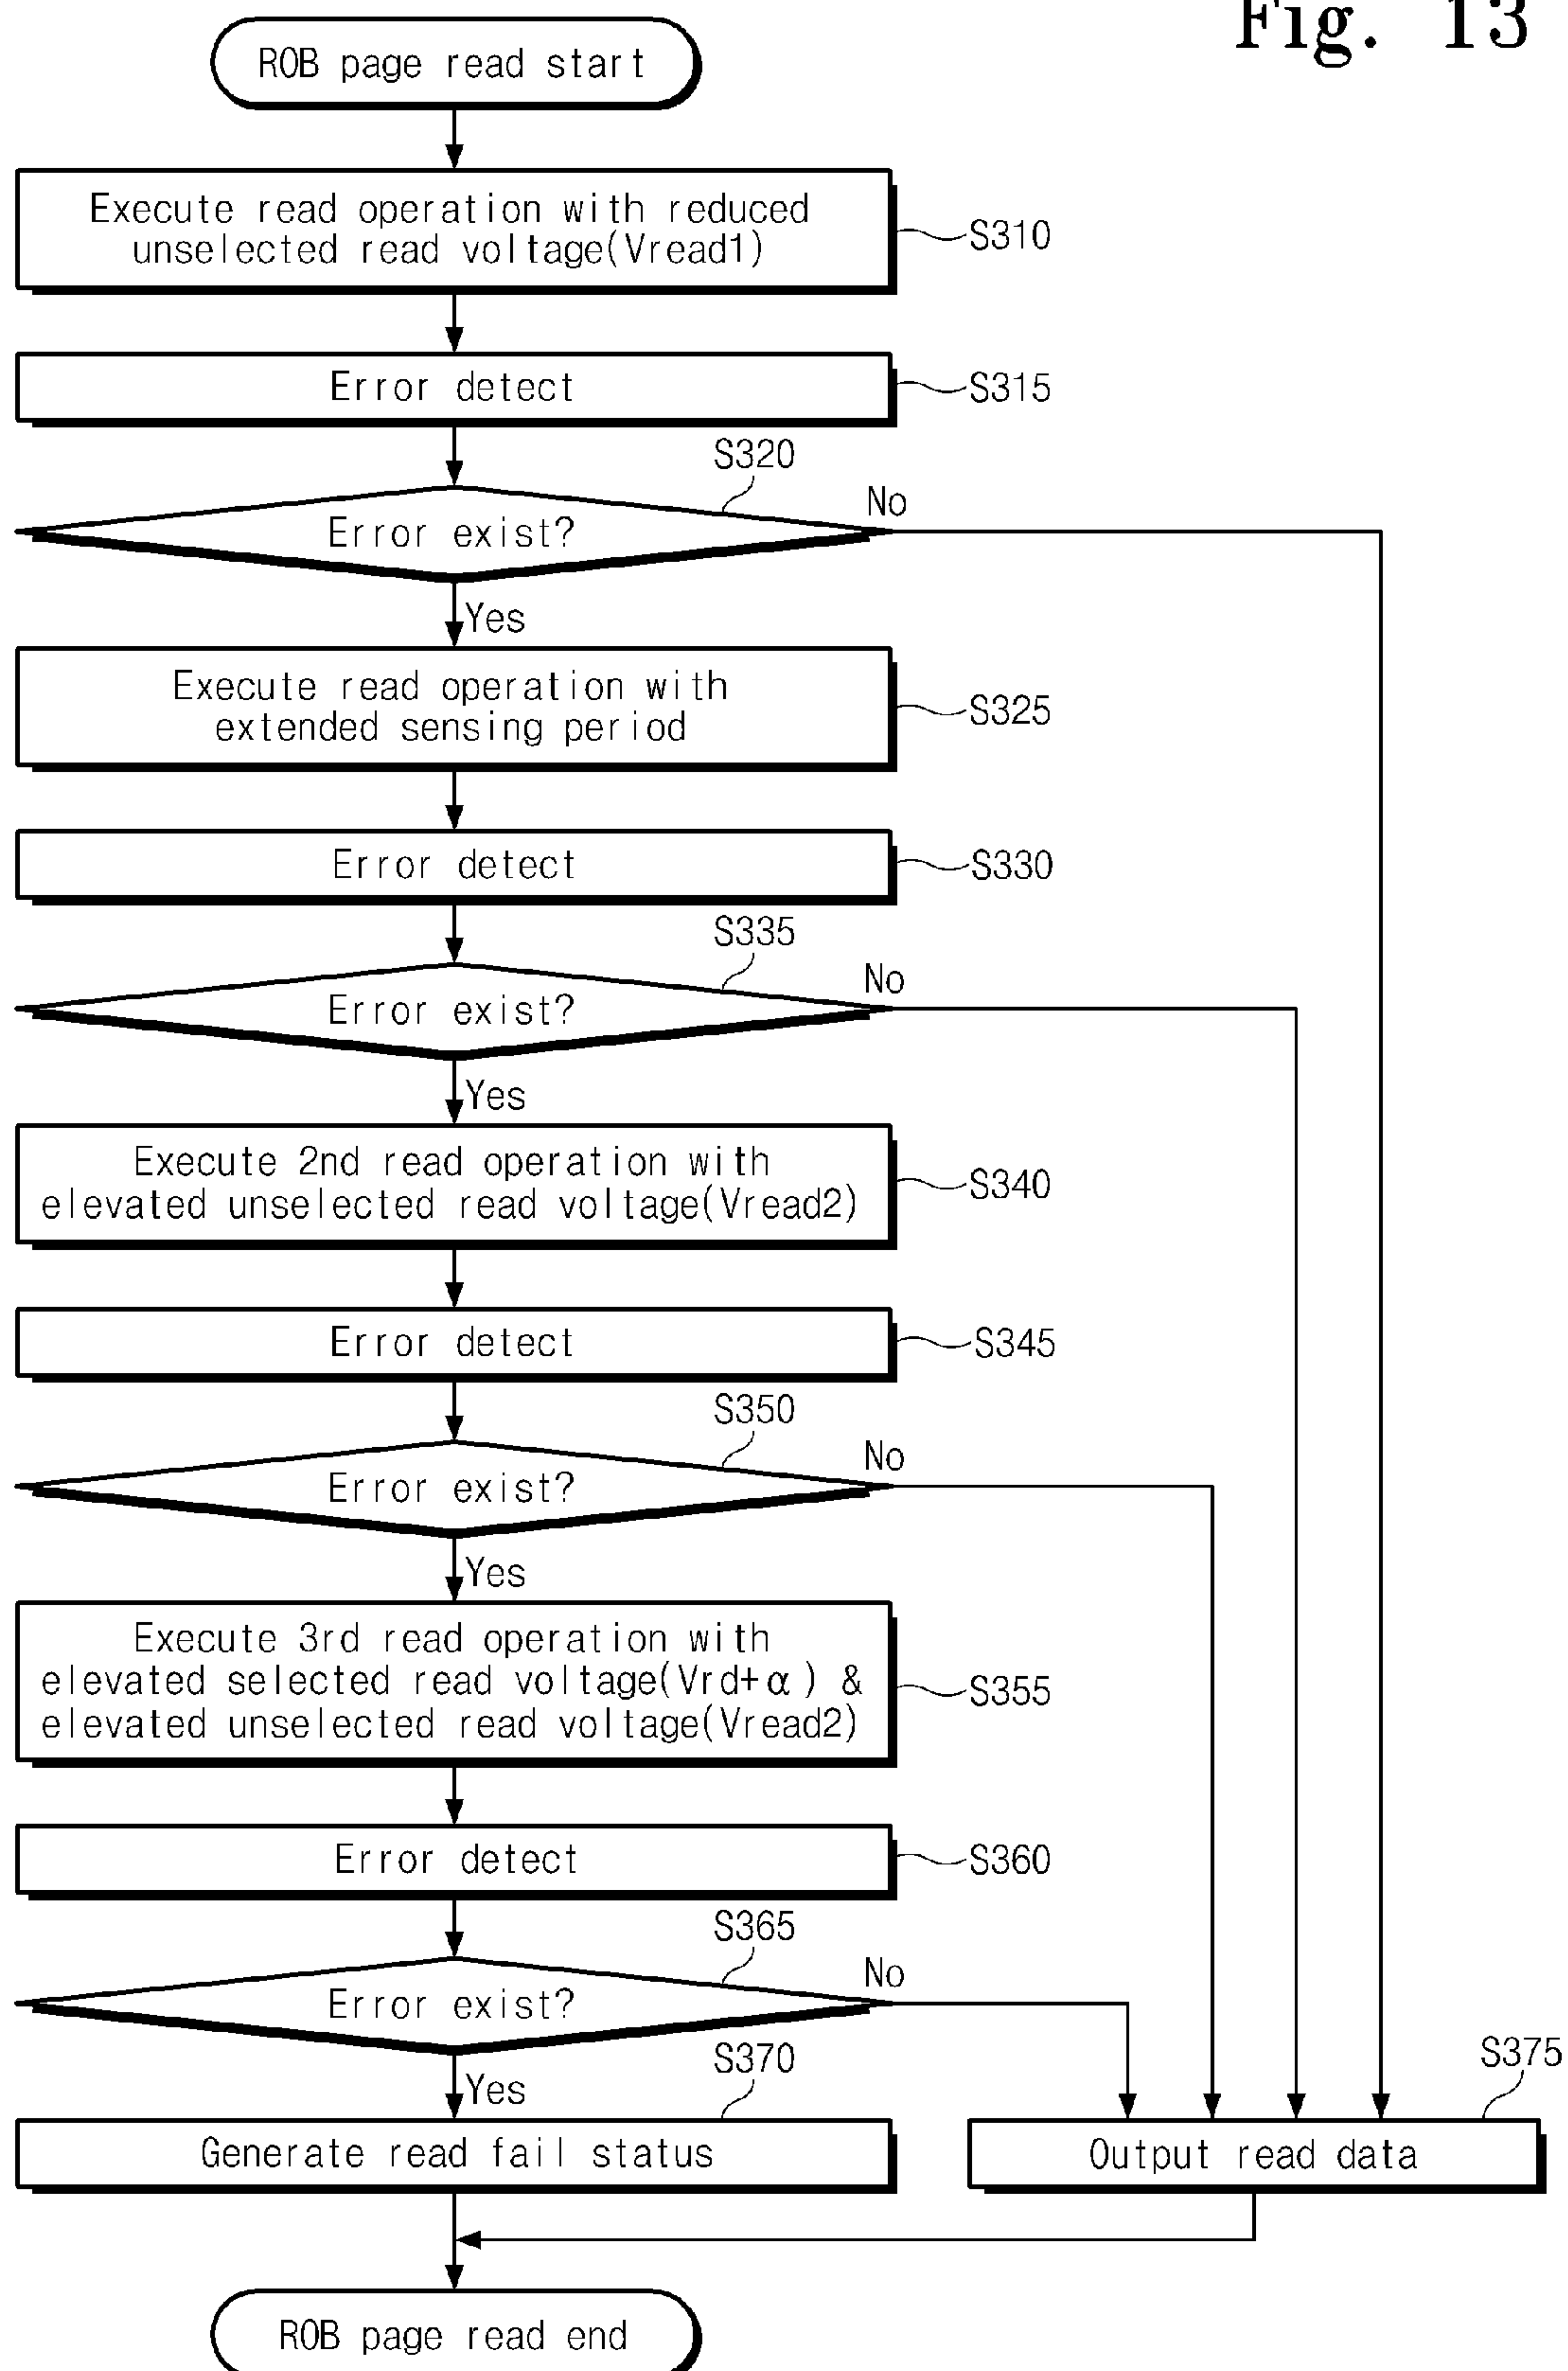 Fig. 13
ROB page read start
Execute read operation with reduced
unselected read voltage(Vread1)
S310
Error detect
S315
S320
Error exist?
No
Yes
Execute read operation with
extended sensing period
S325
Error detect
S330
S335
Error exist?
No
Yes
Execute 2nd read operation with
elevated unselected read voltage(Vread2)
S340
Error detect
S345
S350
Error exist?
No
Yes
Execute 3rd read operation with
elevated selected read voltage(Vrd+α) &
elevated unselected read voltage(Vread2)
S355
Error detect
S360
S365
Error exist?
No
Yes
S370
Generate read fail status
S375
Output read data
ROB page read end